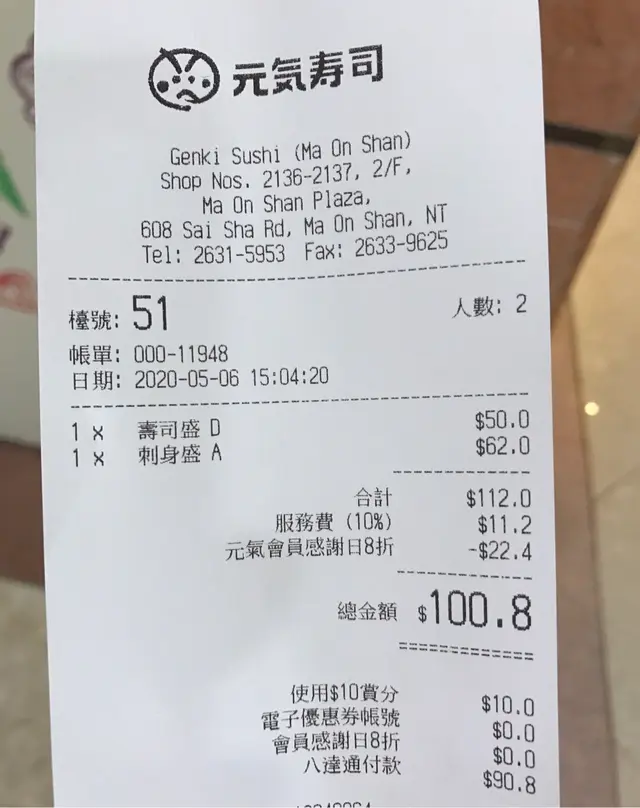 元気寿司
Genki Sushi (Ma On Shan)
Shop Nos. 2136-2137, 2/F,
Ma On Shan Plaza,
608 Sai Sha Rd, Ma On Shan, NT
Tel: 2631-5953 Fax: 2633-9625
檯號: 51 人數: 2
帳單: 000-11948
日期: 2020-05-06 15:04:20
1 x 壽司盛 D $50.0
1 x 刺身盛 A $62.0
合計 $112.0
服務費 (10%) $11.2
元氣會員感謝日8折 -$22.4
總金額 $100.8
使用$10賞分 $10.0
電子優惠券帳號 $0.0
會員感謝日8折 $0.0
八達通付款 $90.8